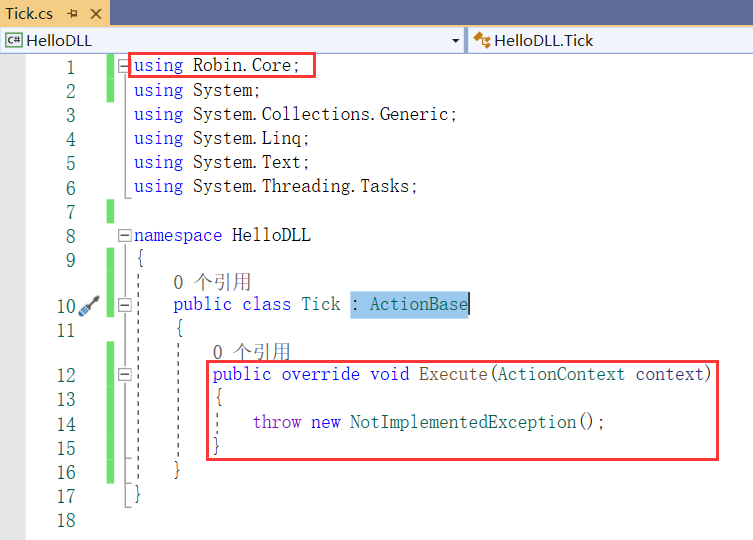 Tick.cs
C# HelloDLL HelloDLL.Tick
1 using Robin.Core;
2 using System;
3 using System.Collections.Generic;
4 using System.Linq;
5 using System.Text;
6 using System.Threading.Tasks;
7
8 namespace HelloDLL
9 {
0 个引用
10 public class Tick : ActionBase
11 {
0 个引用
12 public override void Execute(ActionContext context)
13 {
14 throw new NotImplementedException();
15 }
16 }
17 }
18